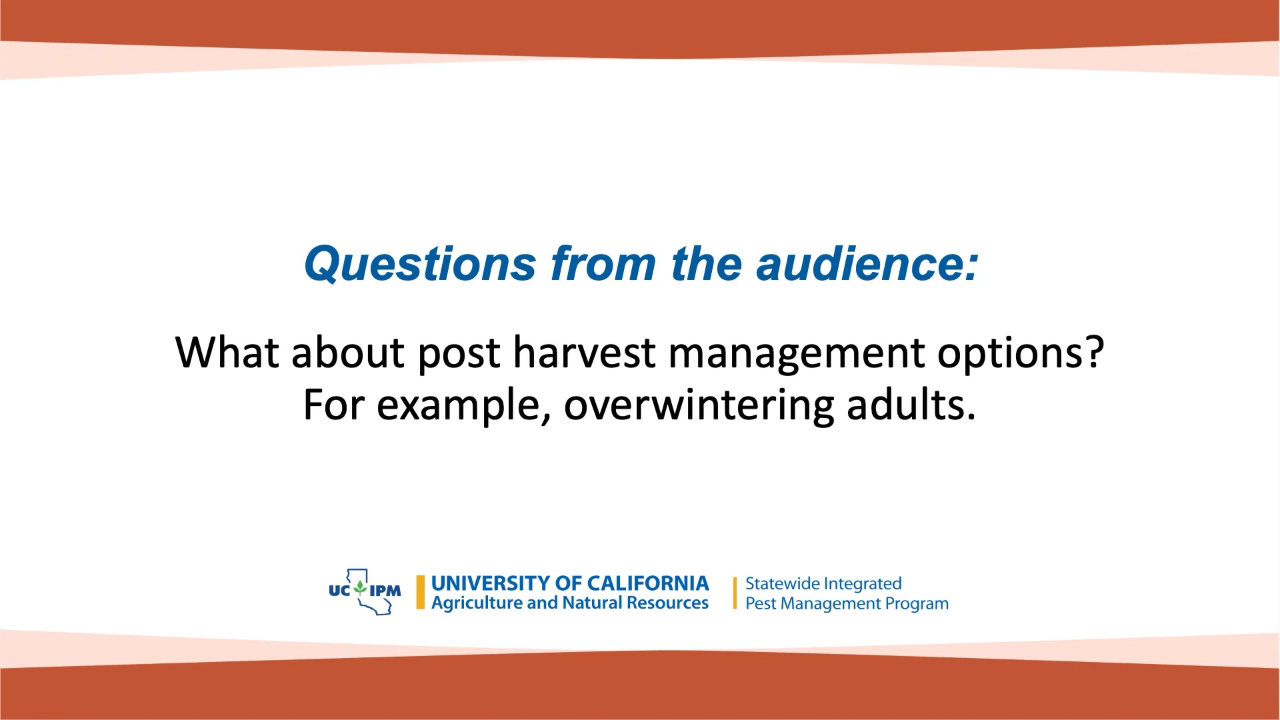 Questions from the audience:
What about post harvest management options?
For example, overwintering adults.
UC IPM
UNIVERSITY OF CALIFORNIA
Agriculture and Natural Resources
Statewide Integrated
Pest Management Program